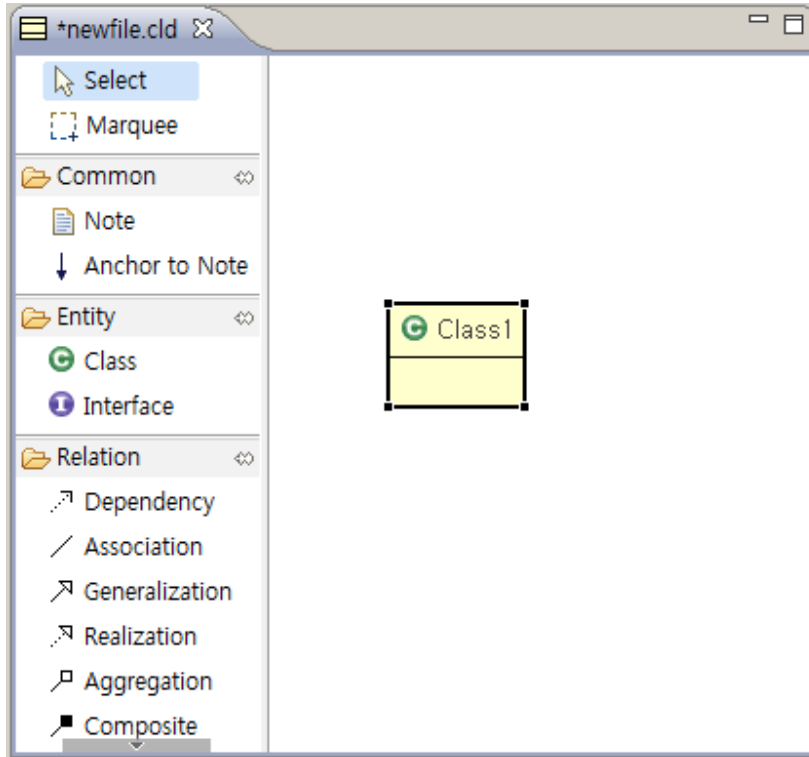 *newfile.cld
Select
Marquee
Common
Note
Anchor to Note
Entity
Class
Interface
Relation
Dependency
Association
Generalization
Realization
Aggregation
Composite
C Class1